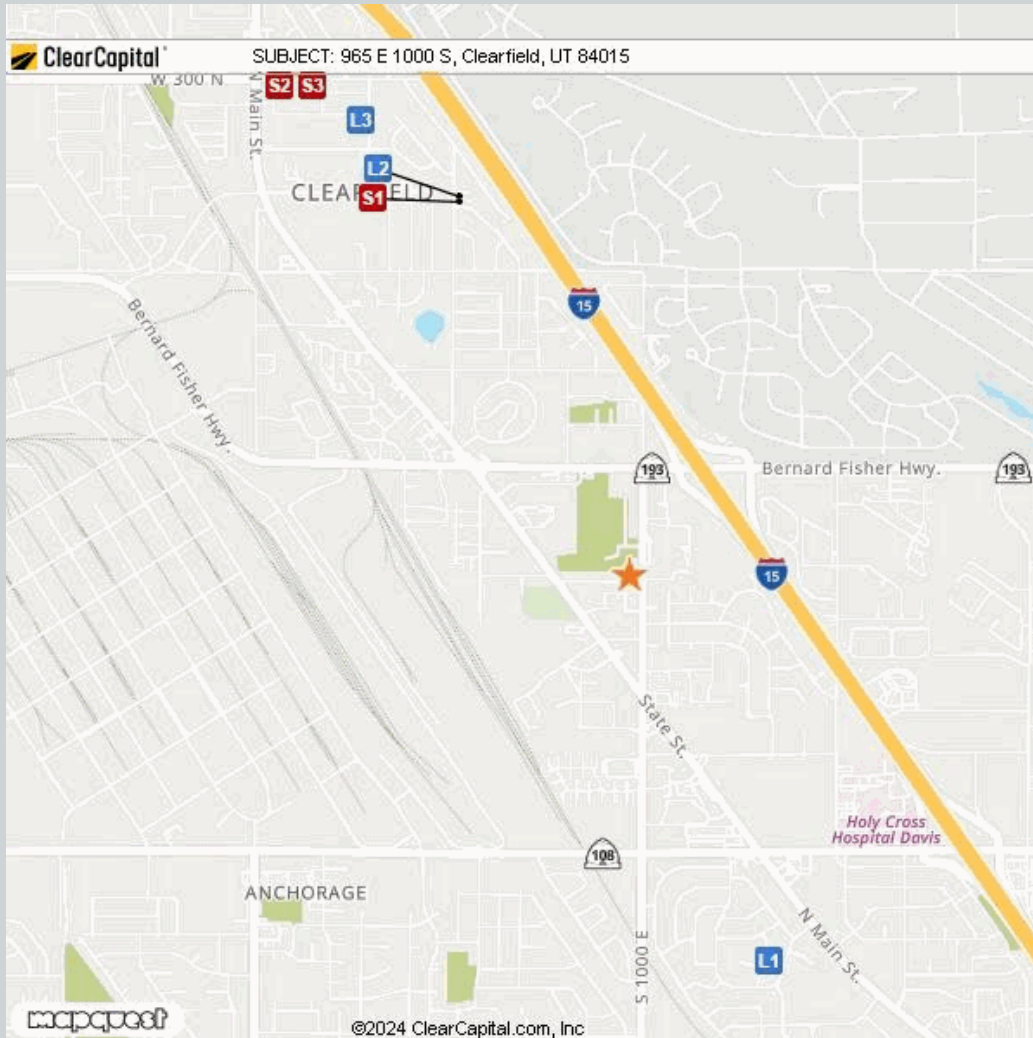 ClearCapital
SUBJECT: 965 E 1000 S, Clearfield, UT 84015
W 300 N
N Main St.
S2
S3
L3
L2
CLEARFIELD
S1
15
Bernard Fisher Hwy.
193
Bernard Fisher Hwy.
193
15
State St.
Holy Cross
Hospital Davis
108
ANCHORAGE
S 1000 E
N Main St.
L1
mapquest
©2024 ClearCapital.com, Inc